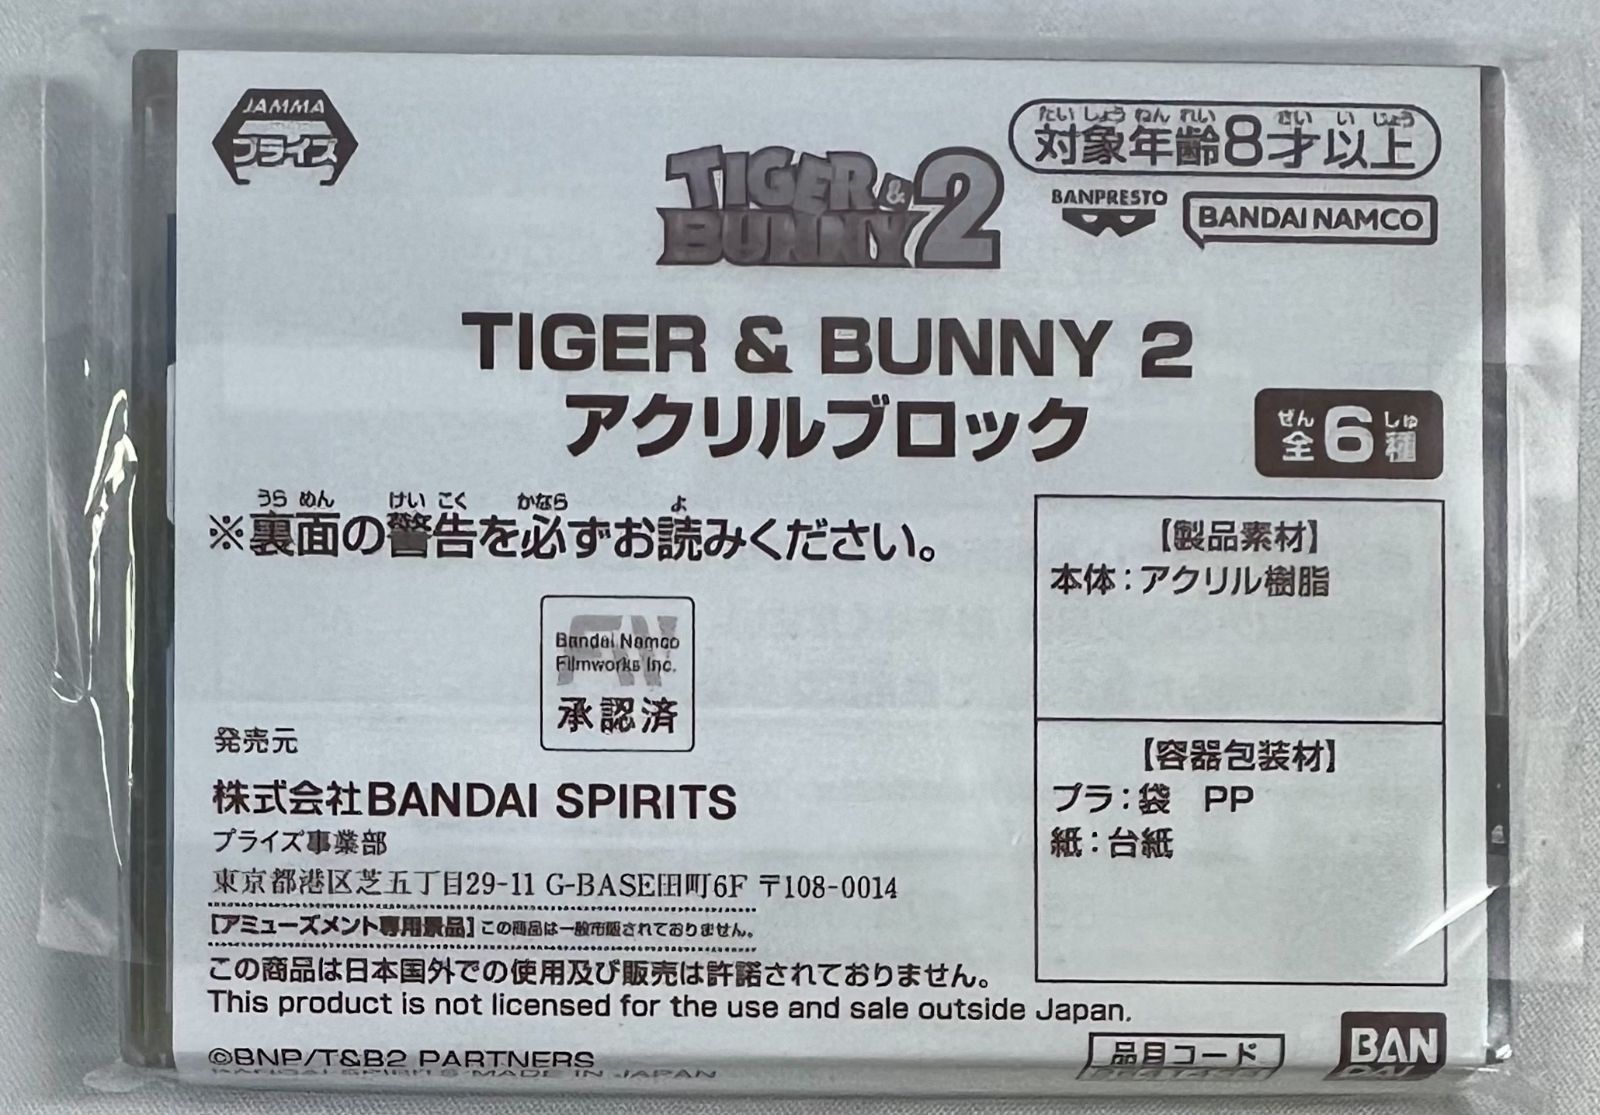 JAMMA
プライズ
たいしょうねんれい さいいじょう
対象年齢8才以上
TIGER &
BUNNY 2
BANPRESTO
BANDAI NAMCO
TIGER & BUNNY 2
アクリルブロック
ぜん しゅ
全6種
うらめん けいこく かなら よ
※裏面の警告を必ずお読みください。
Bandai Namco
Filmworks Inc.
承認済
【製品素材】
本体：アクリル樹脂
【容器包装材】
プラ：袋 PP
紙：台紙
発売元
株式会社BANDAI SPIRITS
プライズ事業部
東京都港区芝五丁目29-11 G-BASE田町6F 〒108-0014
[アミューズメント専用景品] この商品は一般市販されておりません。
この商品は日本国外での使用及び販売は許諾されておりません。
This product is not licensed for the use and sale outside Japan.
©BNP/T&B2 PARTNERS
BANDAI SPIRITS MADE IN JAPAN
品目コード
BAN
DAI